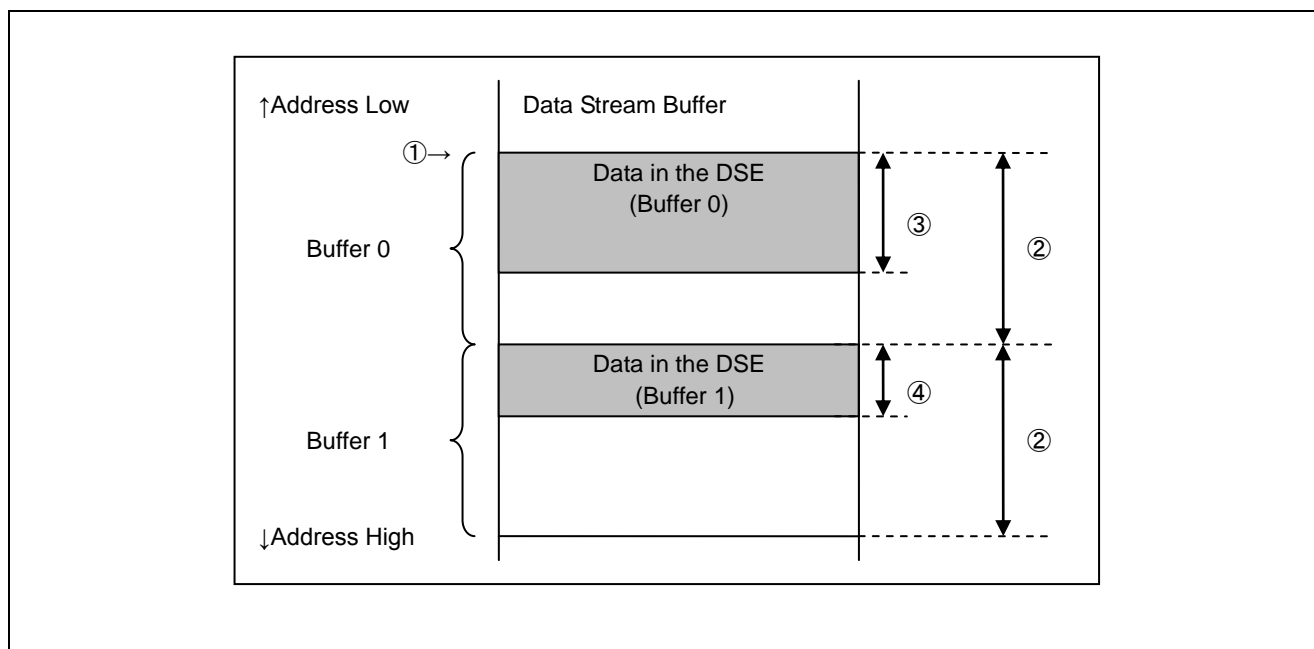 ↑Address Low
Data Stream Buffer
①→
Data in the DSE
(Buffer 0)
③
Buffer 0
②
Data in the DSE
(Buffer 1)
④
Buffer 1
②
↓Address High